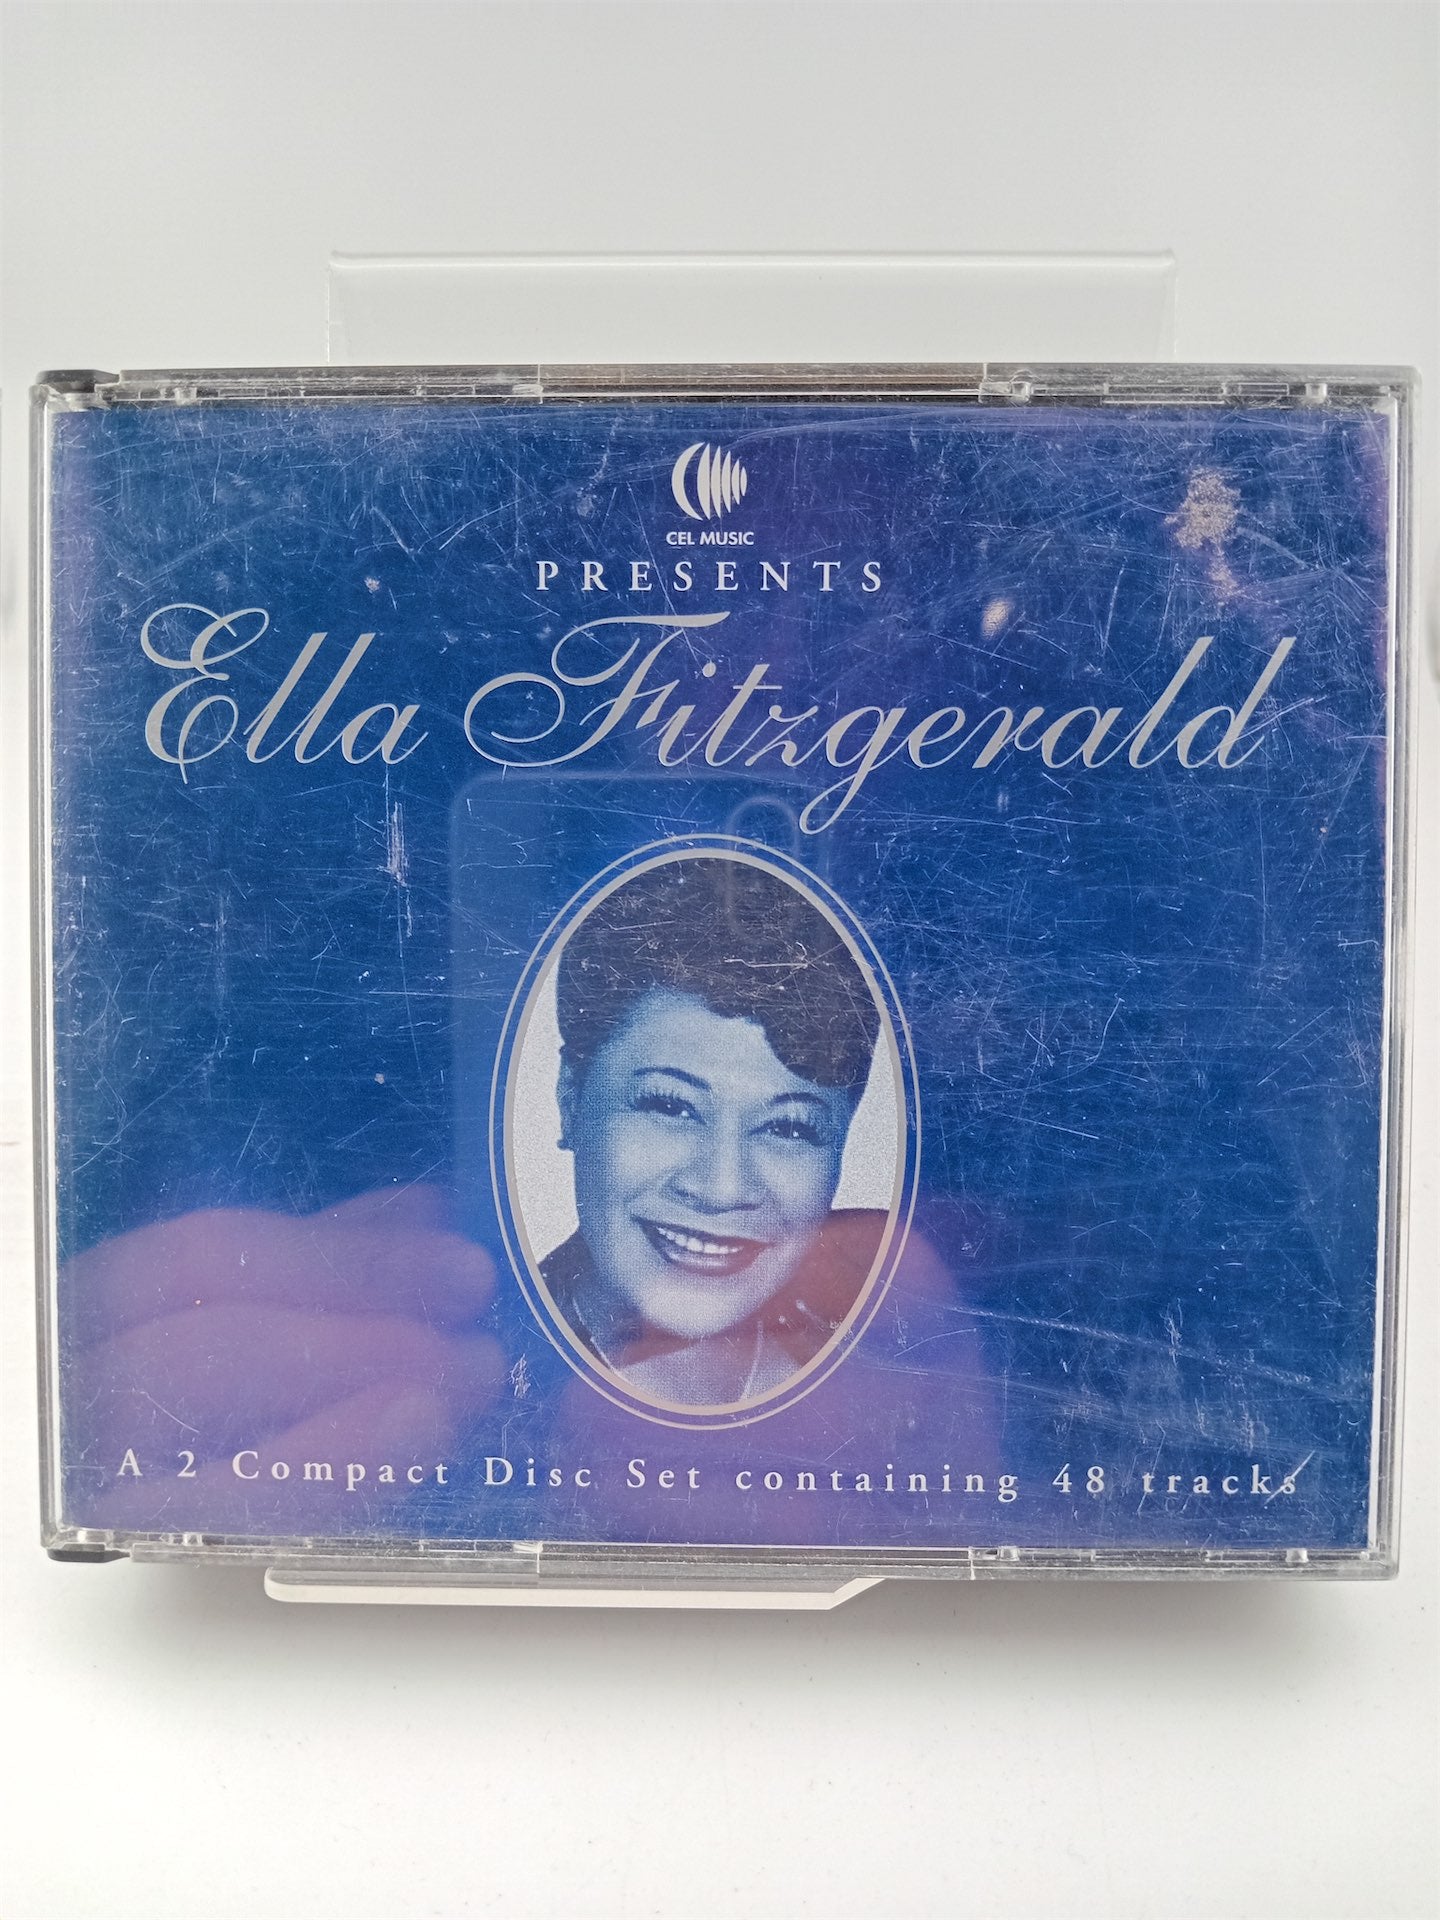 CEL MUSIC
PRESENTS
Ella Fitzgerald
A 2 Compact Disc Set containing 48 tracks